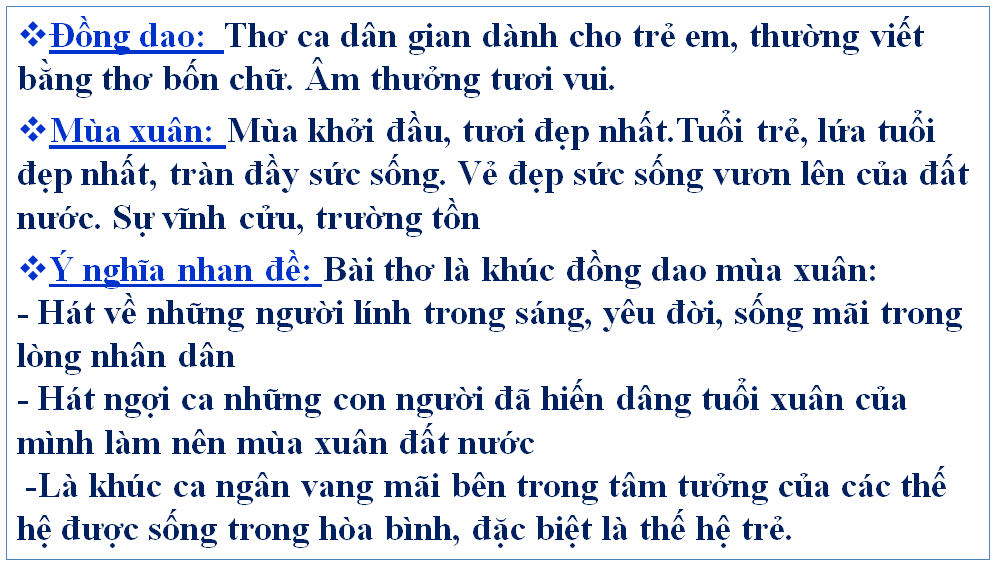 ❖Đồng dao: Thơ ca dân gian dành cho trẻ em, thường viết
bằng thơ bốn chữ. Âm thưởng tươi vui.
❖Mùa xuân: Mùa khởi đầu, tươi đẹp nhất.Tuổi trẻ, lứa tuổi
đẹp nhất, tràn đầy sức sống. Vẻ đẹp sức sống vươn lên của đất
nước. Sự vĩnh cửu, trường tồn
❖Ý nghĩa nhan đề: Bài thơ là khúc đồng dao mùa xuân:
- Hát về những người lính trong sáng, yêu đời, sống mãi trong
lòng nhân dân
- Hát ngợi ca những con người đã hiến dâng tuổi xuân của
mình làm nên mùa xuân đất nước
-Là khúc ca ngân vang mãi bên trong tâm tưởng của các thế
hệ được sống trong hòa bình, đặc biệt là thế hệ trẻ.